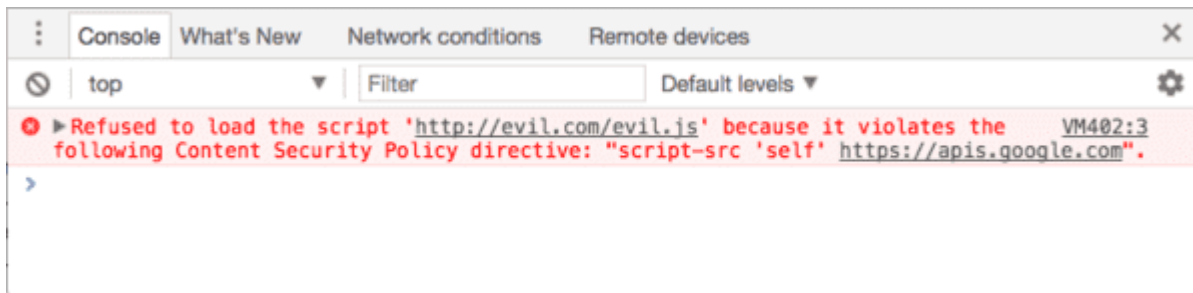 Console What's New Network conditions Remote devices
top Filter Default levels
Refused to load the script 'http://evil.com/evil.js' because it violates the VM402:3
following Content Security Policy directive: "script-src 'self' https://apis.google.com".